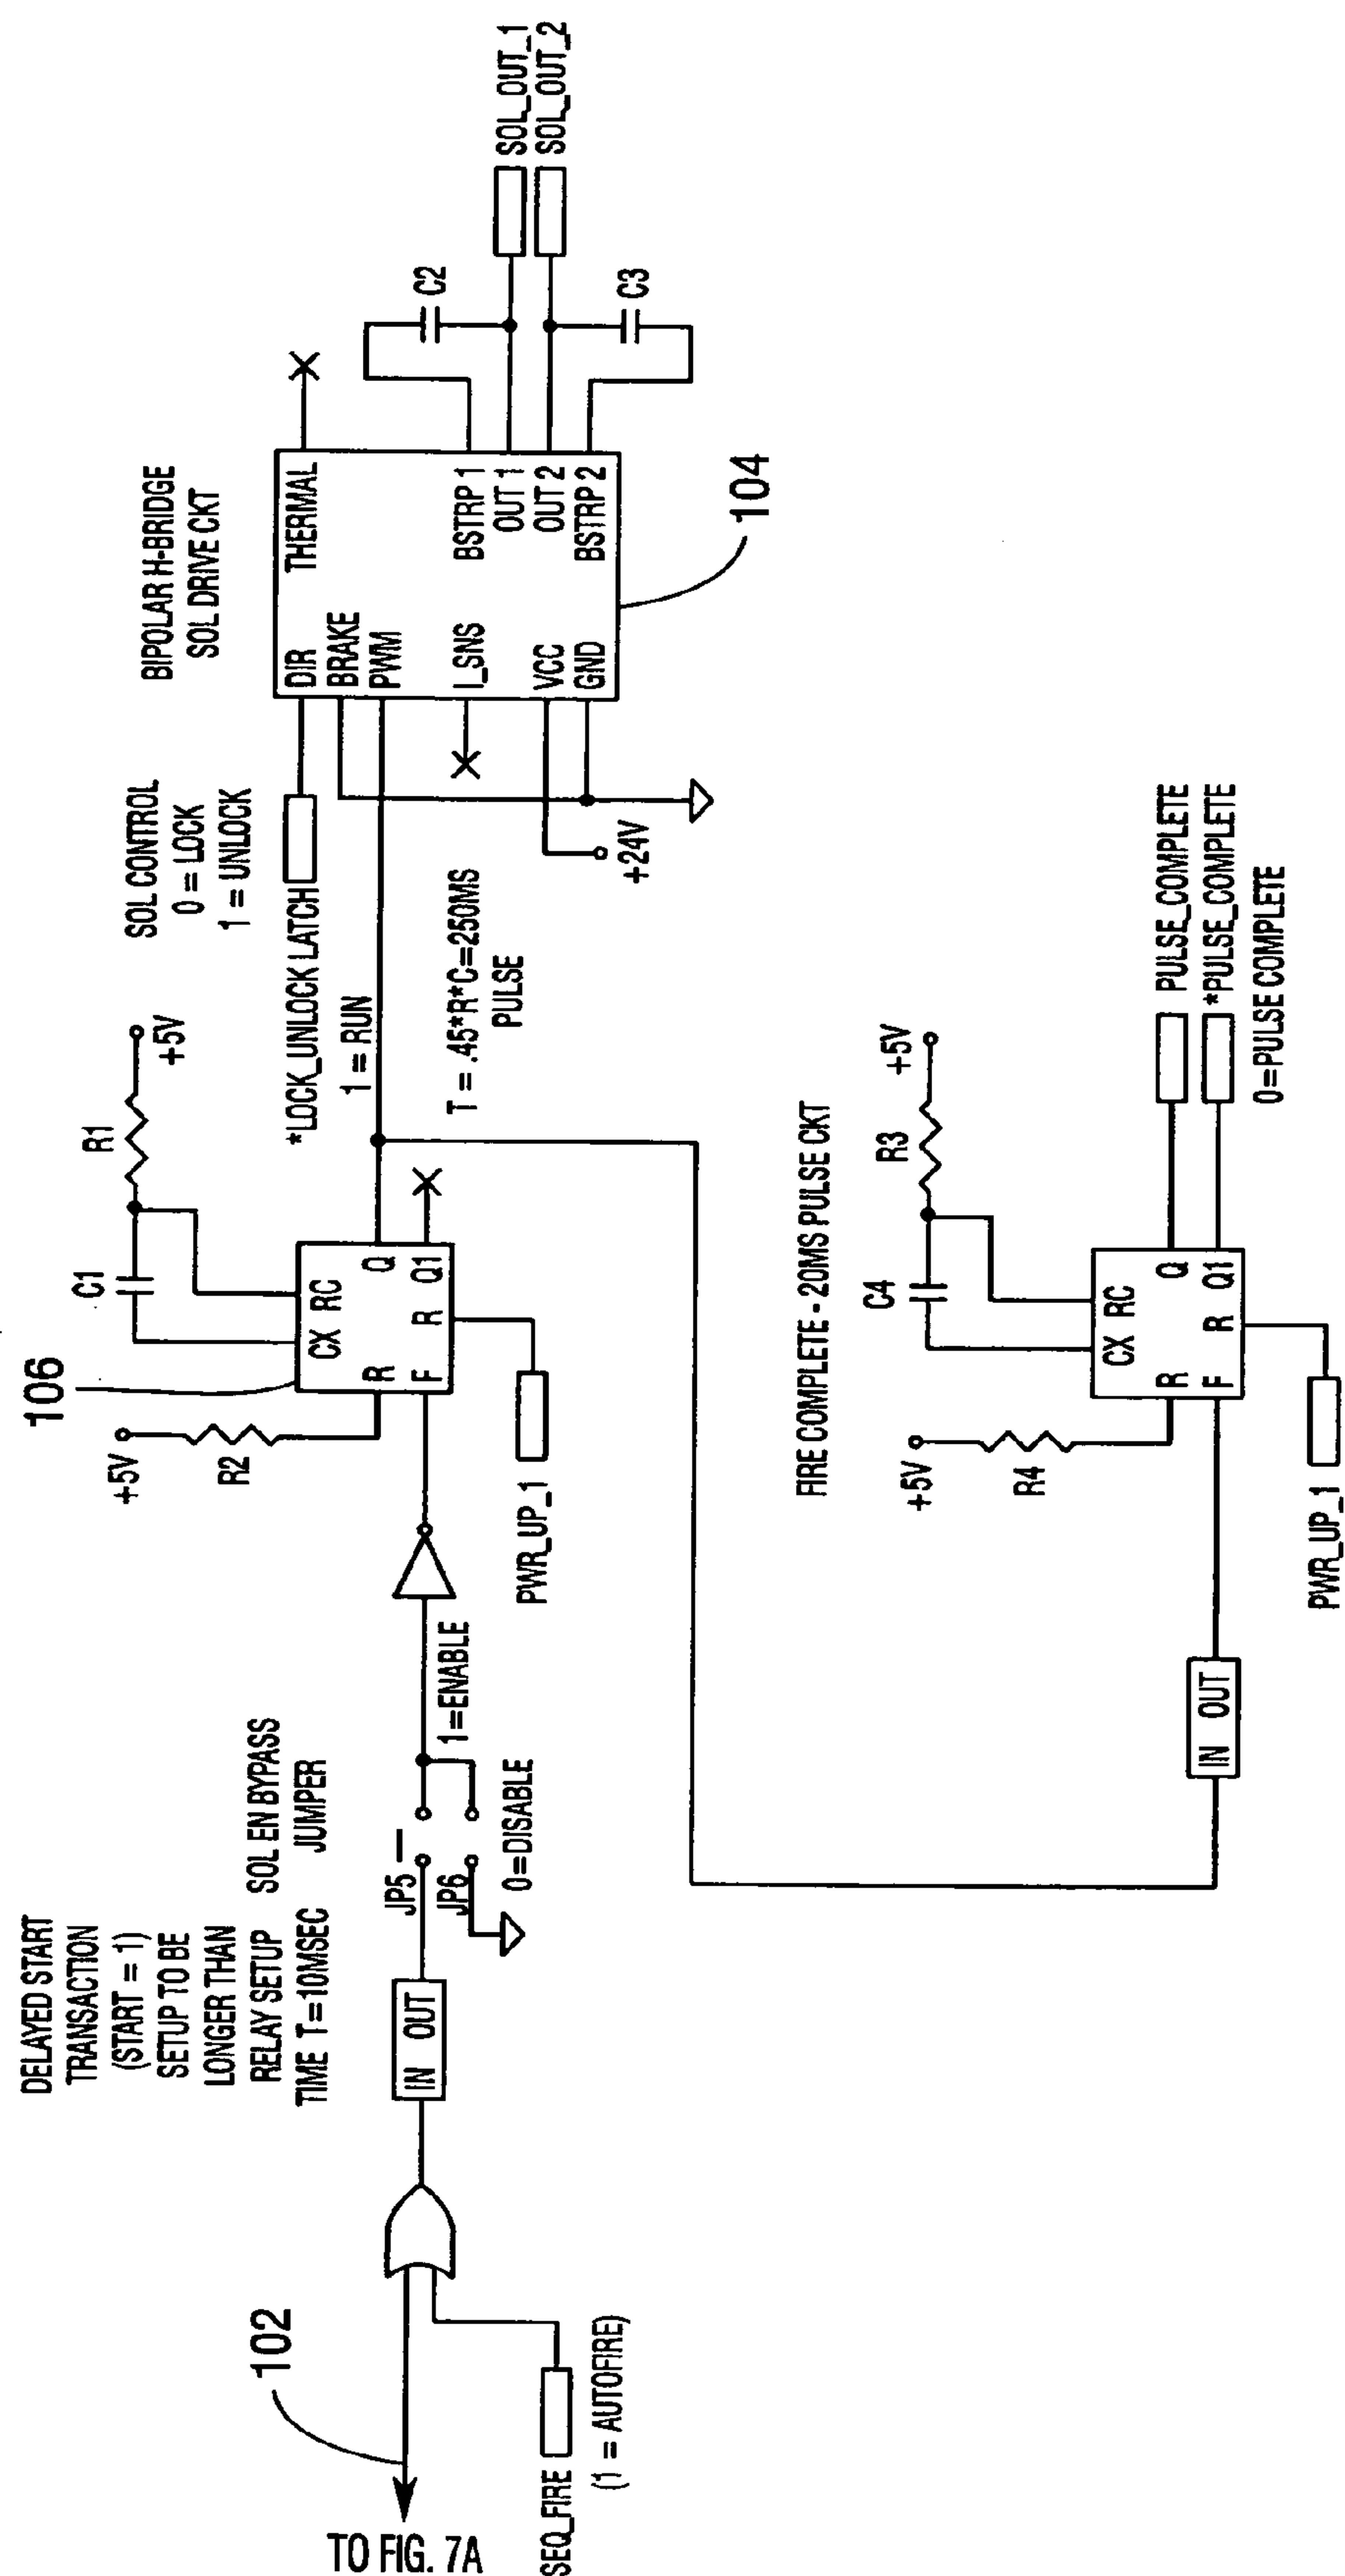 DELAYED START
TRANSACTION
(START = 1)
SETUP TO BE
LONGER THAN
RELAY SETUP
TIME T=10MSEC
SOL EN BYPASS
JUMPER
102
TO FIG. 7A
SEQ_FIRE
(1 = AUTOFIRE)
IN OUT
JP5
JP6
0=DISABLE
1=ENABLE
106
+5V
R2
C1
R1
+5V
CX RC
R
Q
F
R
Q1
PWR_UP_1
SOL CONTROL
0 = LOCK
1 = UNLOCK
*LOCK_UNLOCK LATCH
1 = RUN
T = .45*R*C=250MS
PULSE
BIPOLAR H-BRIDGE
SOL DRIVE CKT
DIR
THERMAL
BRAKE
PWM
I_SNS
BSTRP 1
OUT 1
VCC
OUT 2
GND
BSTRP 2
+24V
104
C2
C3
SOL_OUT_1
SOL_OUT_2
FIRE COMPLETE - 20MS PULSE CKT
+5V
R4
C4
R3
+5V
CX RC
R
Q
F
R
Q1
IN OUT
PWR_UP_1
PULSE_COMPLETE
*PULSE_COMPLETE
0=PULSE COMPLETE